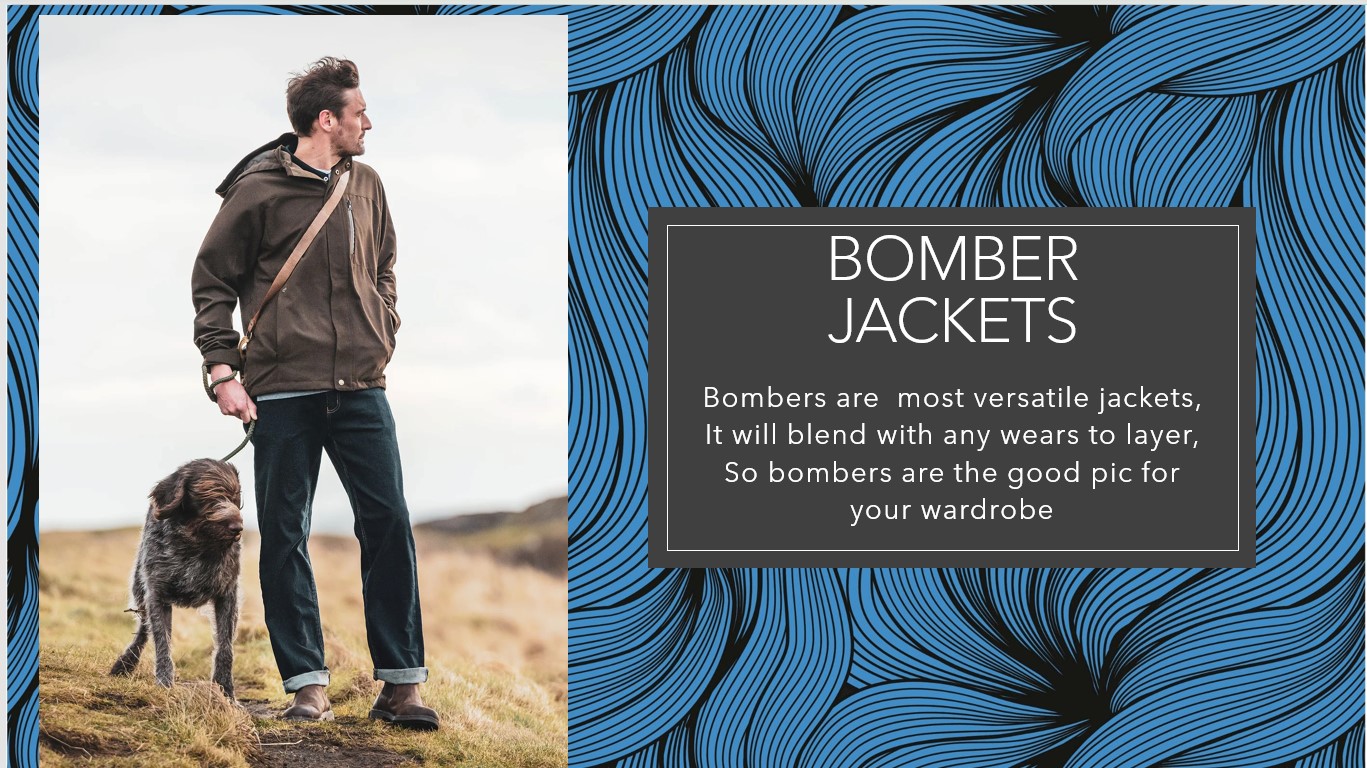 BOMBER
JACKETS
Bombers are  most versatile jackets,
It will blend with any wears to layer,
So bombers are the good pic for
your wardrobe